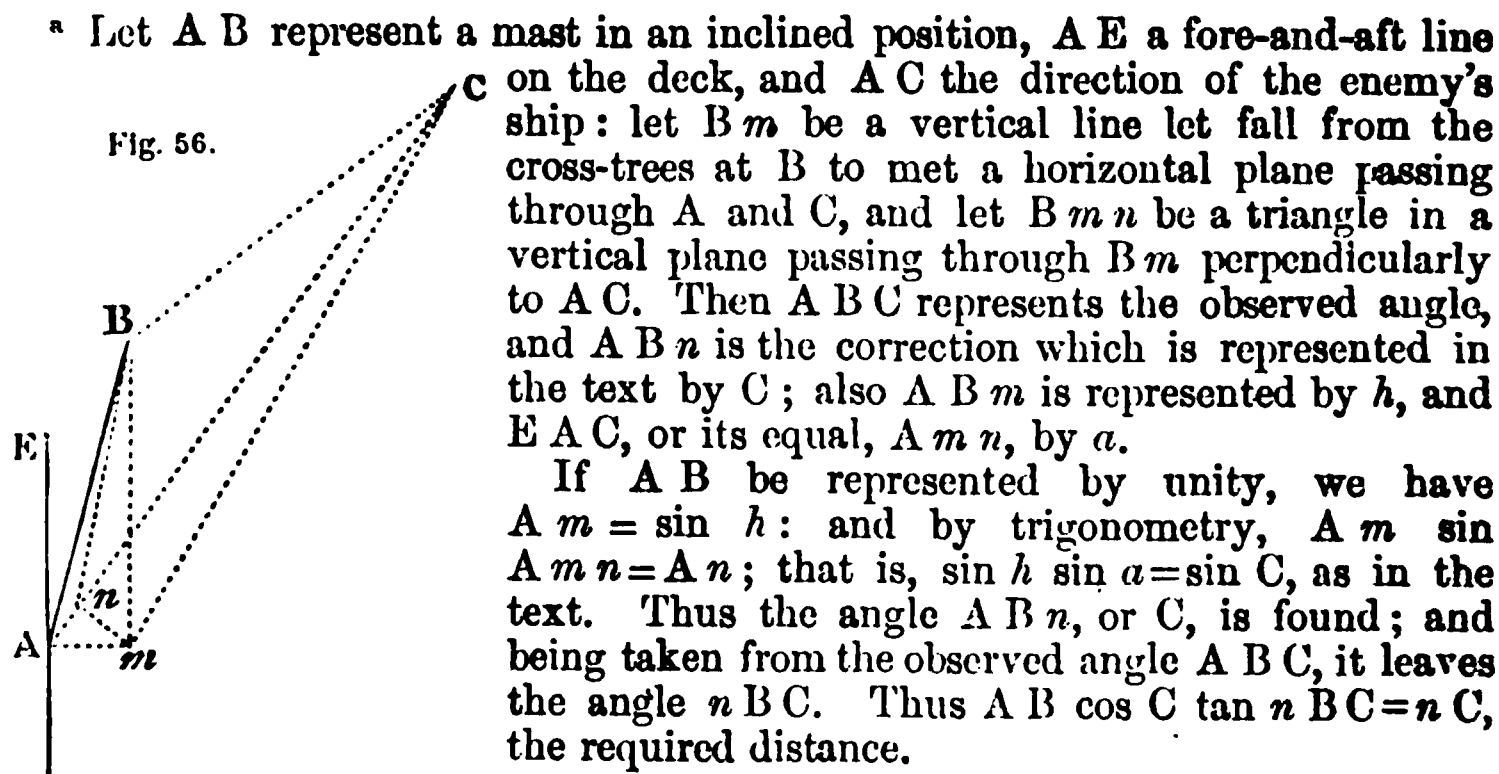 a Let A B represent a mast in an inclined position, A E a fore-and-aft line
on the deck, and A C the direction of the enemy's
ship : let B m be a vertical line let fall from the
cross-trees at B to met a horizontal plane passing
through A and C, and let B m n be a triangle in a
vertical plane passing through B m perpendicularly
to A C. Then A B C represents the observed angle,
and A B n is the correction which is represented in
the text by C ; also A B m is represented by h, and
E A C, or its equal, A m n, by a.
If A B be represented by unity, we have
A m = sin h : and by trigonometry, A m sin
A m n = A n ; that is, sin h sin a = sin C, as in the
text. Thus the angle A B n, or C, is found ; and
being taken from the observed angle A B C, it leaves
the angle n B C. Thus A B cos C tan n B C = n C,
the required distance.
Fig. 56.
C
B
E
n
A
m